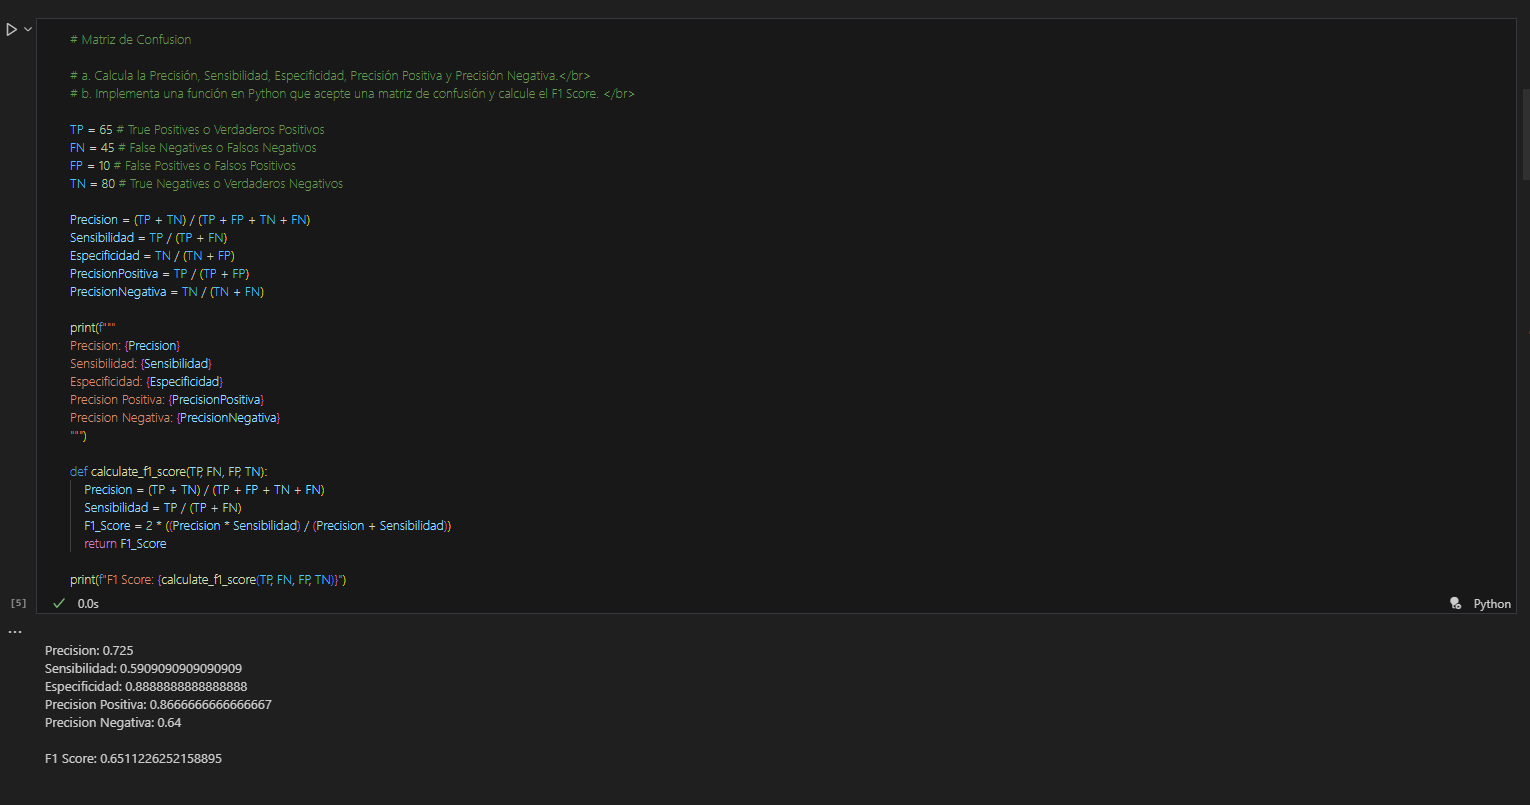 # Matriz de Confusion
# a. Calcula la Precisión, Sensibilidad, Especificidad, Precisión Positiva y Precisión Negativa.</br>
# b. Implementa una función en Python que acepte una matriz de confusión y calcule el F1 Score. </br>
TP = 65 # True Positives o Verdaderos Positivos
FN = 45 # False Negatives o Falsos Negativos
FP = 10 # False Positives o Falsos Positivos
TN = 80 # True Negatives o Verdaderos Negativos
Precision = (TP + TN) / (TP + FP + TN + FN)
Sensibilidad = TP / (TP + FN)
Especificidad = TN / (TN + FP)
PrecisionPositiva = TP / (TP + FP)
PrecisionNegativa = TN / (TN + FN)
print(f"""
Precision: {Precision}
Sensibilidad: {Sensibilidad}
Especificidad: {Especificidad}
Precision Positiva: {PrecisionPositiva}
Precision Negativa: {PrecisionNegativa}
""")
def calculate_f1_score(TP, FN, FP, TN):
Precision = (TP + TN) / (TP + FP + TN + FN)
Sensibilidad = TP / (TP + FN)
F1_Score = 2 * ((Precision * Sensibilidad) / (Precision + Sensibilidad))
return F1_Score
print(f"F1 Score: {calculate_f1_score(TP, FN, FP, TN)}")
[5] 0.0s Python
...
Precision: 0.725
Sensibilidad: 0.5909090909090909
Especificidad: 0.8888888888888888
Precision Positiva: 0.8666666666666667
Precision Negativa: 0.64
F1 Score: 0.6511226252158895